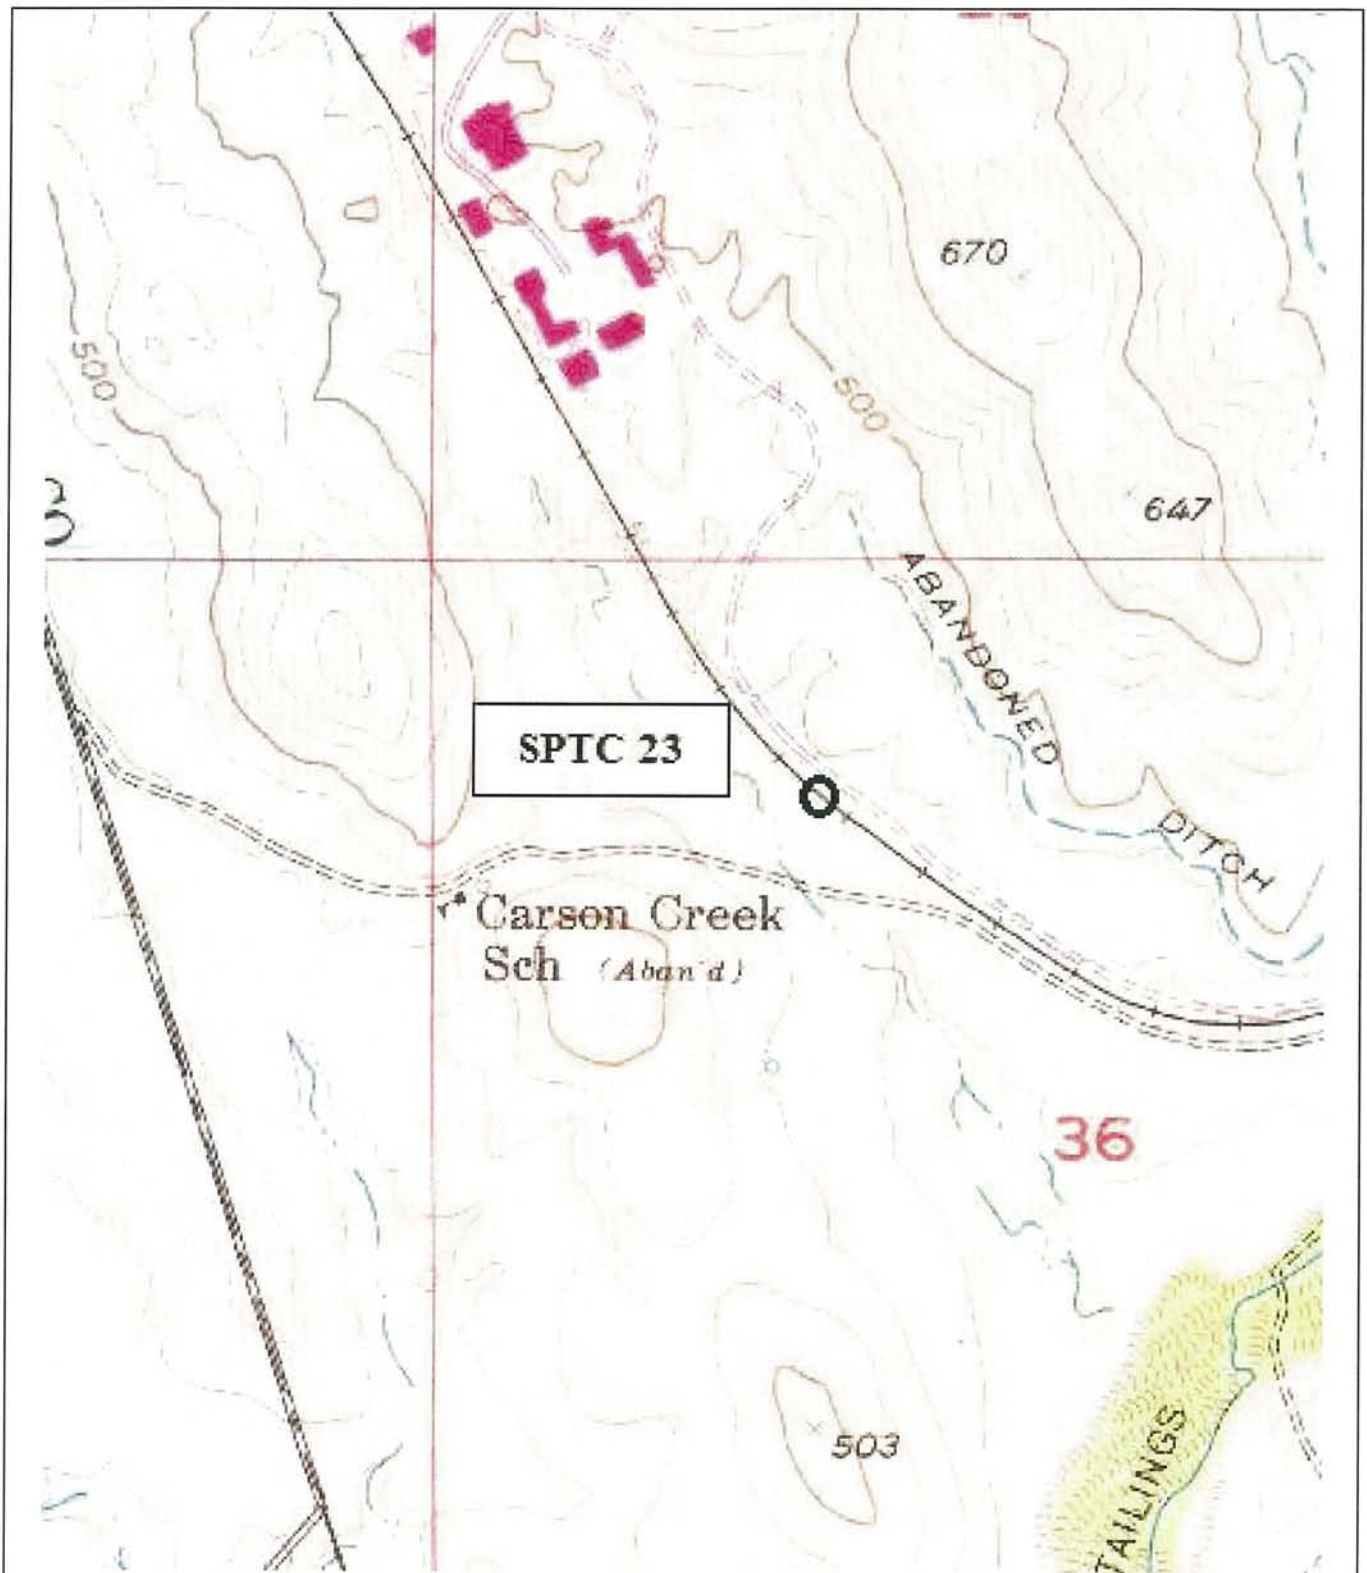 670
500
500
647
ABANDONED
SPTC 23
DITCH
Carson Creek
Sch (Aban'd)
36
503
TAILINGS